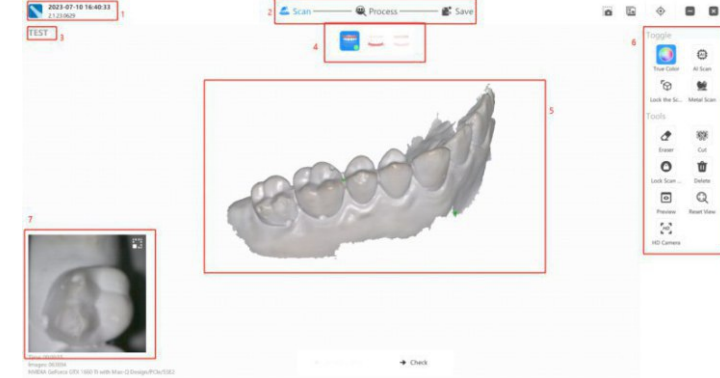 2023-07-10 16:40:33
2.1.23.0629
1
2
Scan
Process
Save
TEST
3
4
5
6
7
Toggle
True Color
AI Scan
Lock the Sc...
Metal Scan
Tools
Eraser
Cut
Lock Scan ...
Delete
Preview
Reset View
HD
HD Camera
Check